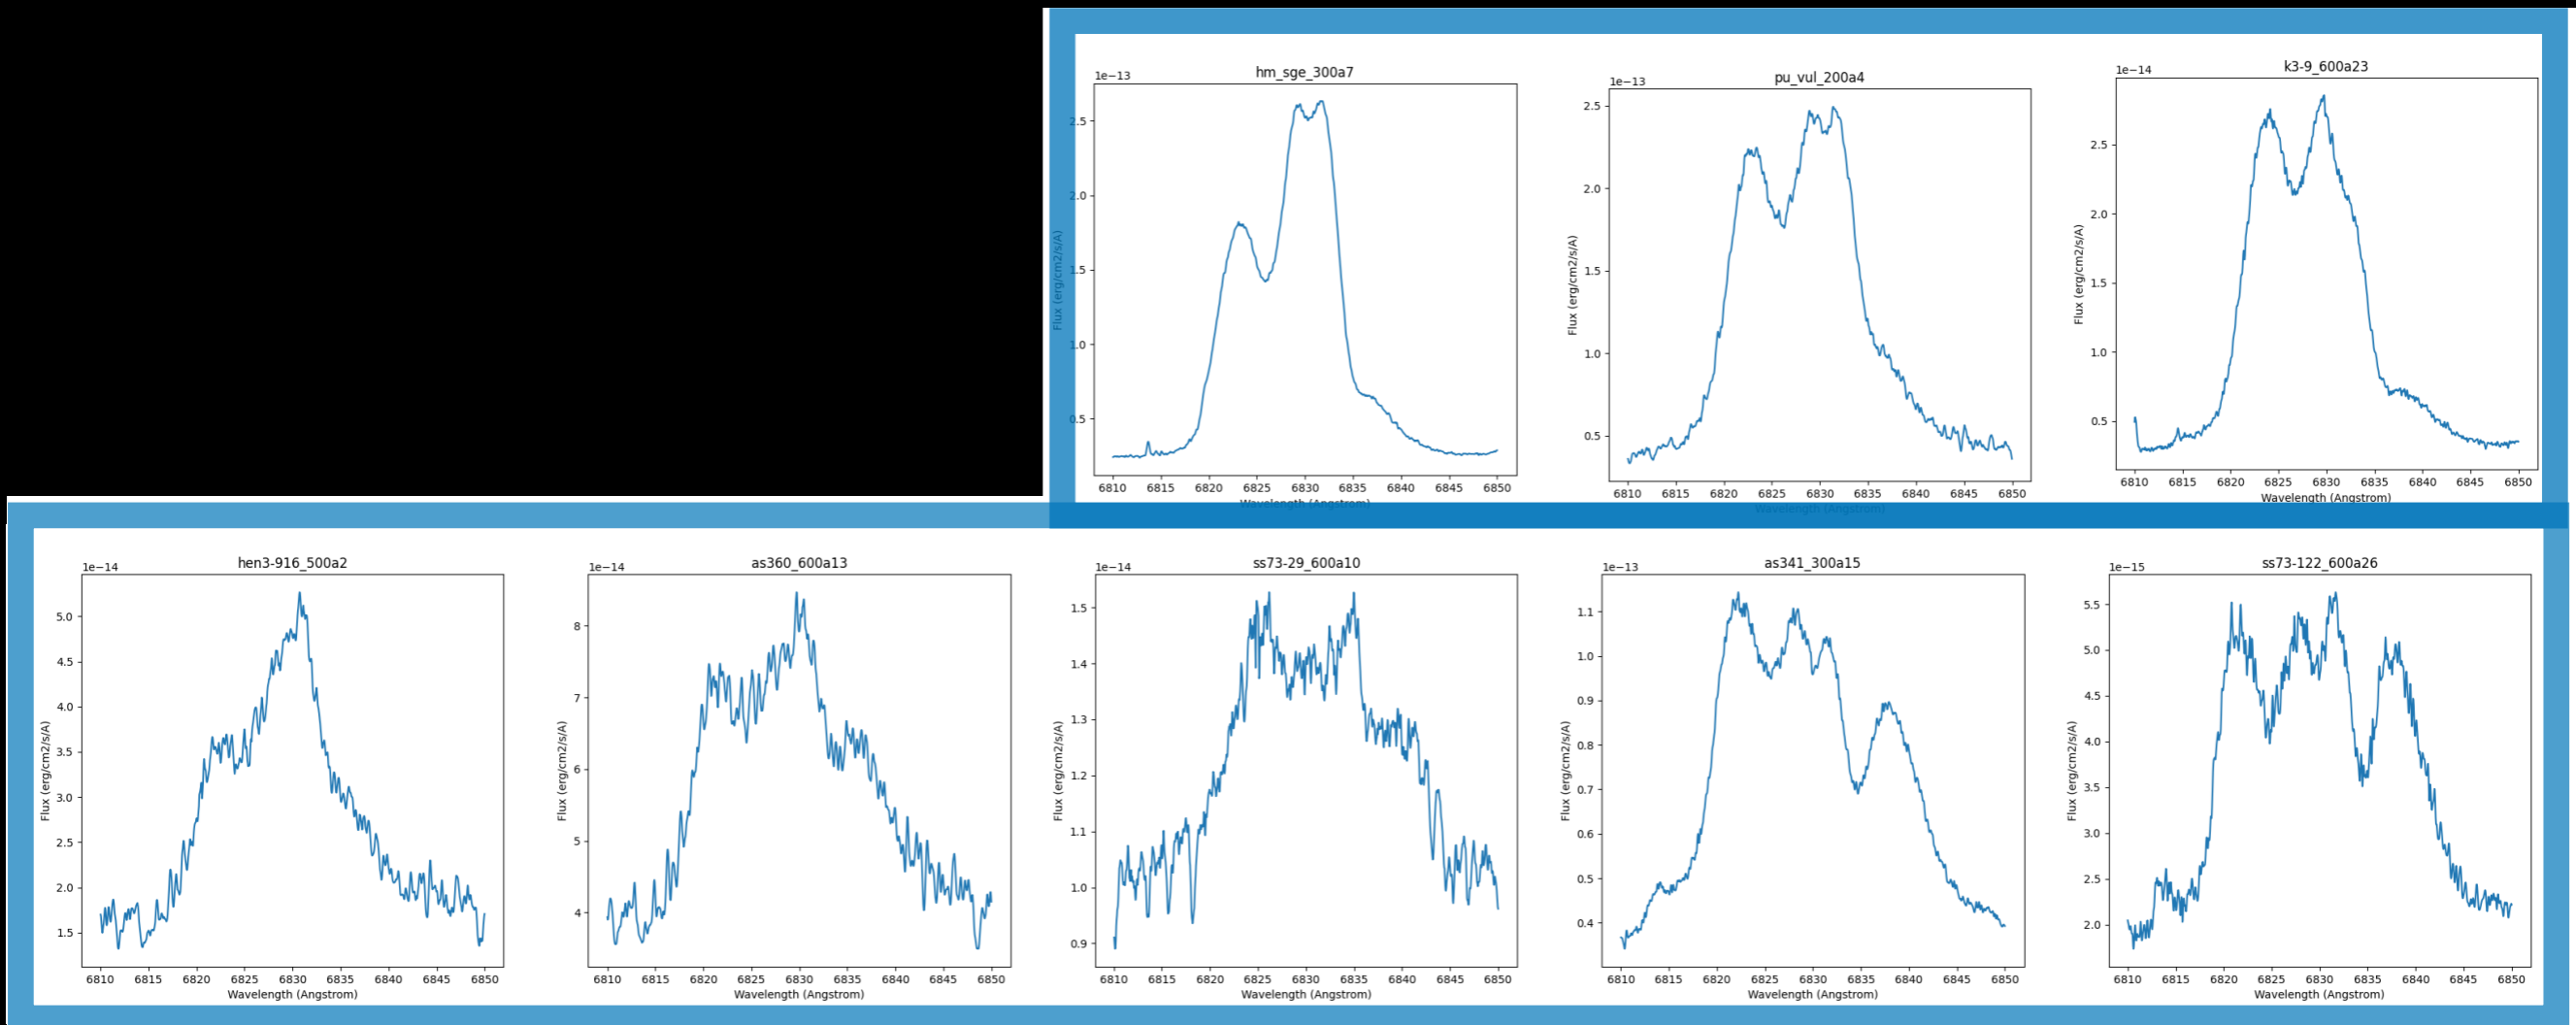 hm_sge_300a7
1e−13
2.5
2.0
1.5
1.0
0.5
Flux (erg/cm2/s/A)
6810 6815 6820 6825 6830 6835 6840 6845 6850
Wavelength (Angstrom)
pu_vul_200a4
1e−13
2.5
2.0
1.5
1.0
0.5
Flux (erg/cm2/s/A)
6810 6815 6820 6825 6830 6835 6840 6845 6850
Wavelength (Angstrom)
k3-9_600a23
1e−14
2.5
2.0
1.5
1.0
0.5
Flux (erg/cm2/s/A)
6810 6815 6820 6825 6830 6835 6840 6845 6850
Wavelength (Angstrom)
hen3-916_500a2
1e−14
5.0
4.5
4.0
3.5
3.0
2.5
2.0
1.5
Flux (erg/cm2/s/A)
6810 6815 6820 6825 6830 6835 6840 6845 6850
Wavelength (Angstrom)
as360_600a13
1e−14
8
7
6
5
4
Flux (erg/cm2/s/A)
6810 6815 6820 6825 6830 6835 6840 6845 6850
Wavelength (Angstrom)
ss73-29_600a10
1e−14
1.5
1.4
1.3
1.2
1.1
1.0
0.9
Flux (erg/cm2/s/A)
6810 6815 6820 6825 6830 6835 6840 6845 6850
Wavelength (Angstrom)
as341_300a15
1e−13
1.1
1.0
0.9
0.8
0.7
0.6
0.5
0.4
Flux (erg/cm2/s/A)
6810 6815 6820 6825 6830 6835 6840 6845 6850
Wavelength (Angstrom)
ss73-122_600a26
1e−15
5.5
5.0
4.5
4.0
3.5
3.0
2.5
2.0
Flux (erg/cm2/s/A)
6810 6815 6820 6825 6830 6835 6840 6845 6850
Wavelength (Angstrom)